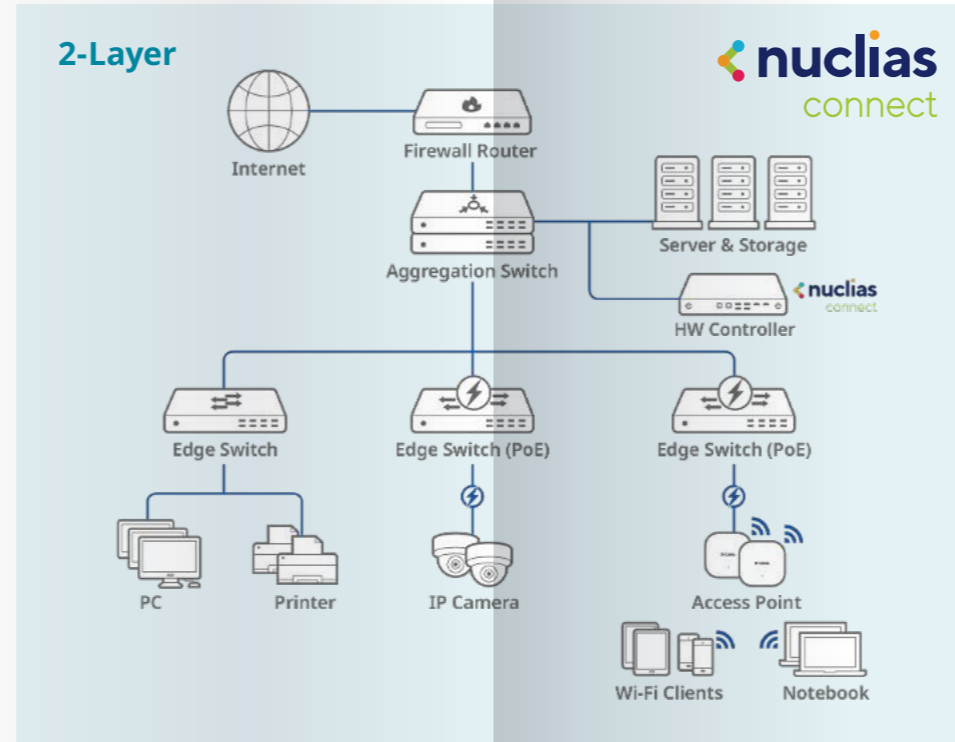 2-Layer
nuclias
connect
Internet
Firewall Router
Server & Storage
Aggregation Switch
nuclias
connect
HW Controller
Edge Switch
Edge Switch (PoE)
Edge Switch (PoE)
PC
Printer
IP Camera
Access Point
Wi-Fi Clients
Notebook